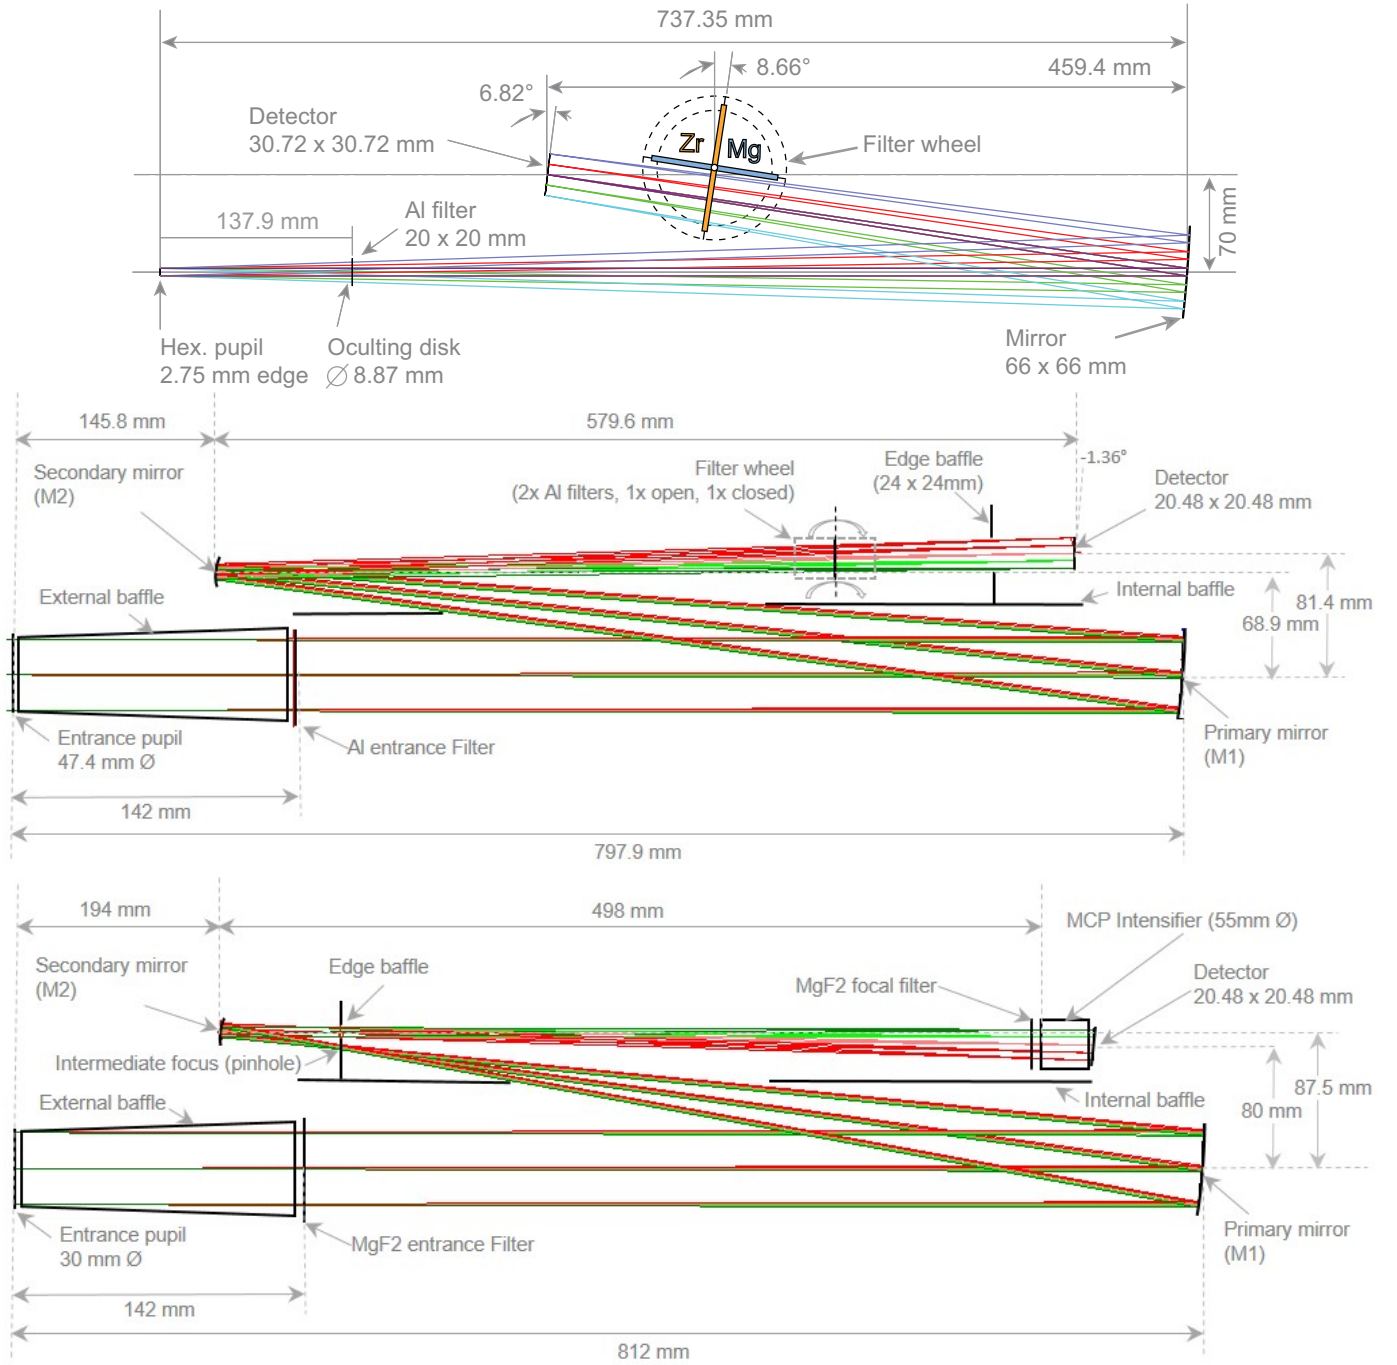 737.35 mm
8.66°
459.4 mm
6.82°
Detector
30.72 x 30.72 mm
Zr
Mg
Filter wheel
137.9 mm
Al filter
20 x 20 mm
70 mm
Hex. pupil
2.75 mm edge
Oculting disk
∅ 8.87 mm
Mirror
66 x 66 mm
145.8 mm
579.6 mm
Secondary mirror
(M2)
Filter wheel
(2x Al filters, 1x open, 1x closed)
Edge baffle
(24 x 24mm)
-1.36°
Detector
20.48 x 20.48 mm
External baffle
Internal baffle
81.4 mm
68.9 mm
Entrance pupil
47.4 mm Ø
Al entrance Filter
Primary mirror
(M1)
142 mm
797.9 mm
194 mm
498 mm
MCP Intensifier (55mm Ø)
Secondary mirror
(M2)
Edge baffle
MgF2 focal filter
Detector
20.48 x 20.48 mm
Intermediate focus (pinhole)
External baffle
Internal baffle
87.5 mm
80 mm
Entrance pupil
30 mm Ø
MgF2 entrance Filter
Primary mirror
(M1)
142 mm
812 mm